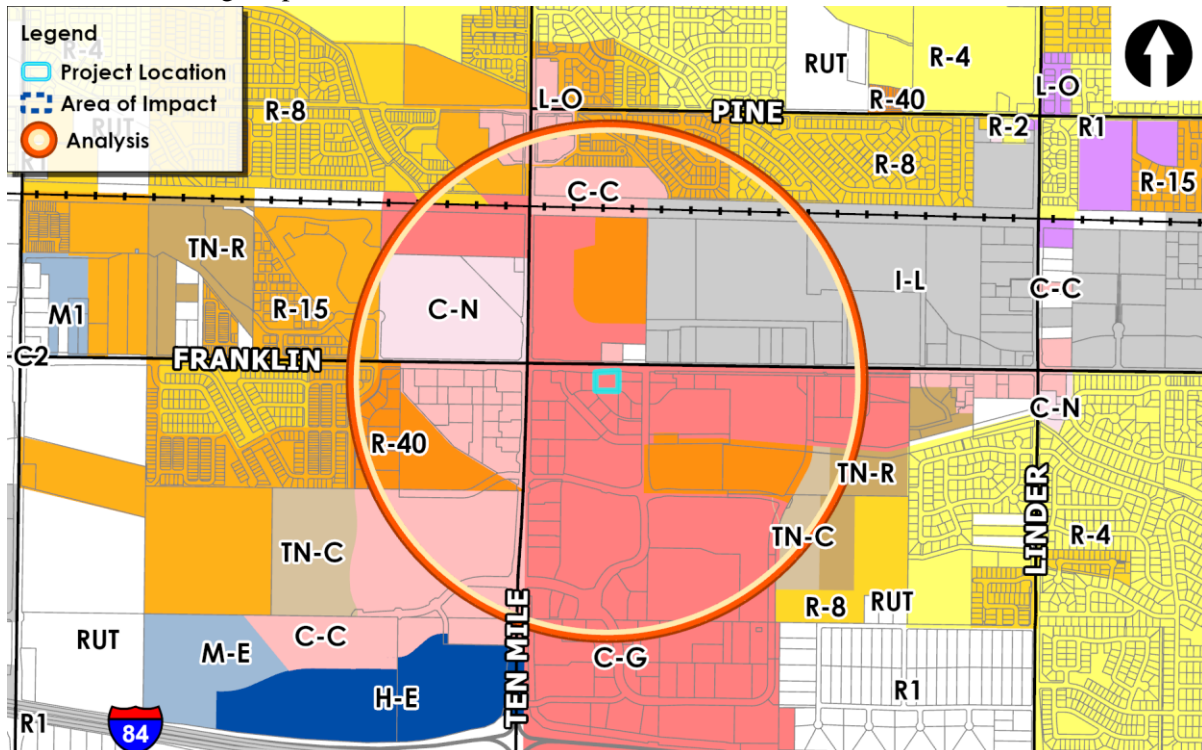 Legend
R-4
Project Location
Area of Impact
RUT
R1
Analysis
R-8
L-O
PINE
RUT
R-4
R-40
L-O
R-2
R1
R-8
R-15
C-C
TN-R
C-N
I-L
M1
R-15
C-C
C2
FRANKLIN
C-N
R-40
TN-R
LINDER
TN-C
TN-C
R-4
R-8
RUT
TEN MILE
RUT
M-E
C-C
C-G
H-E
R1
R1
84